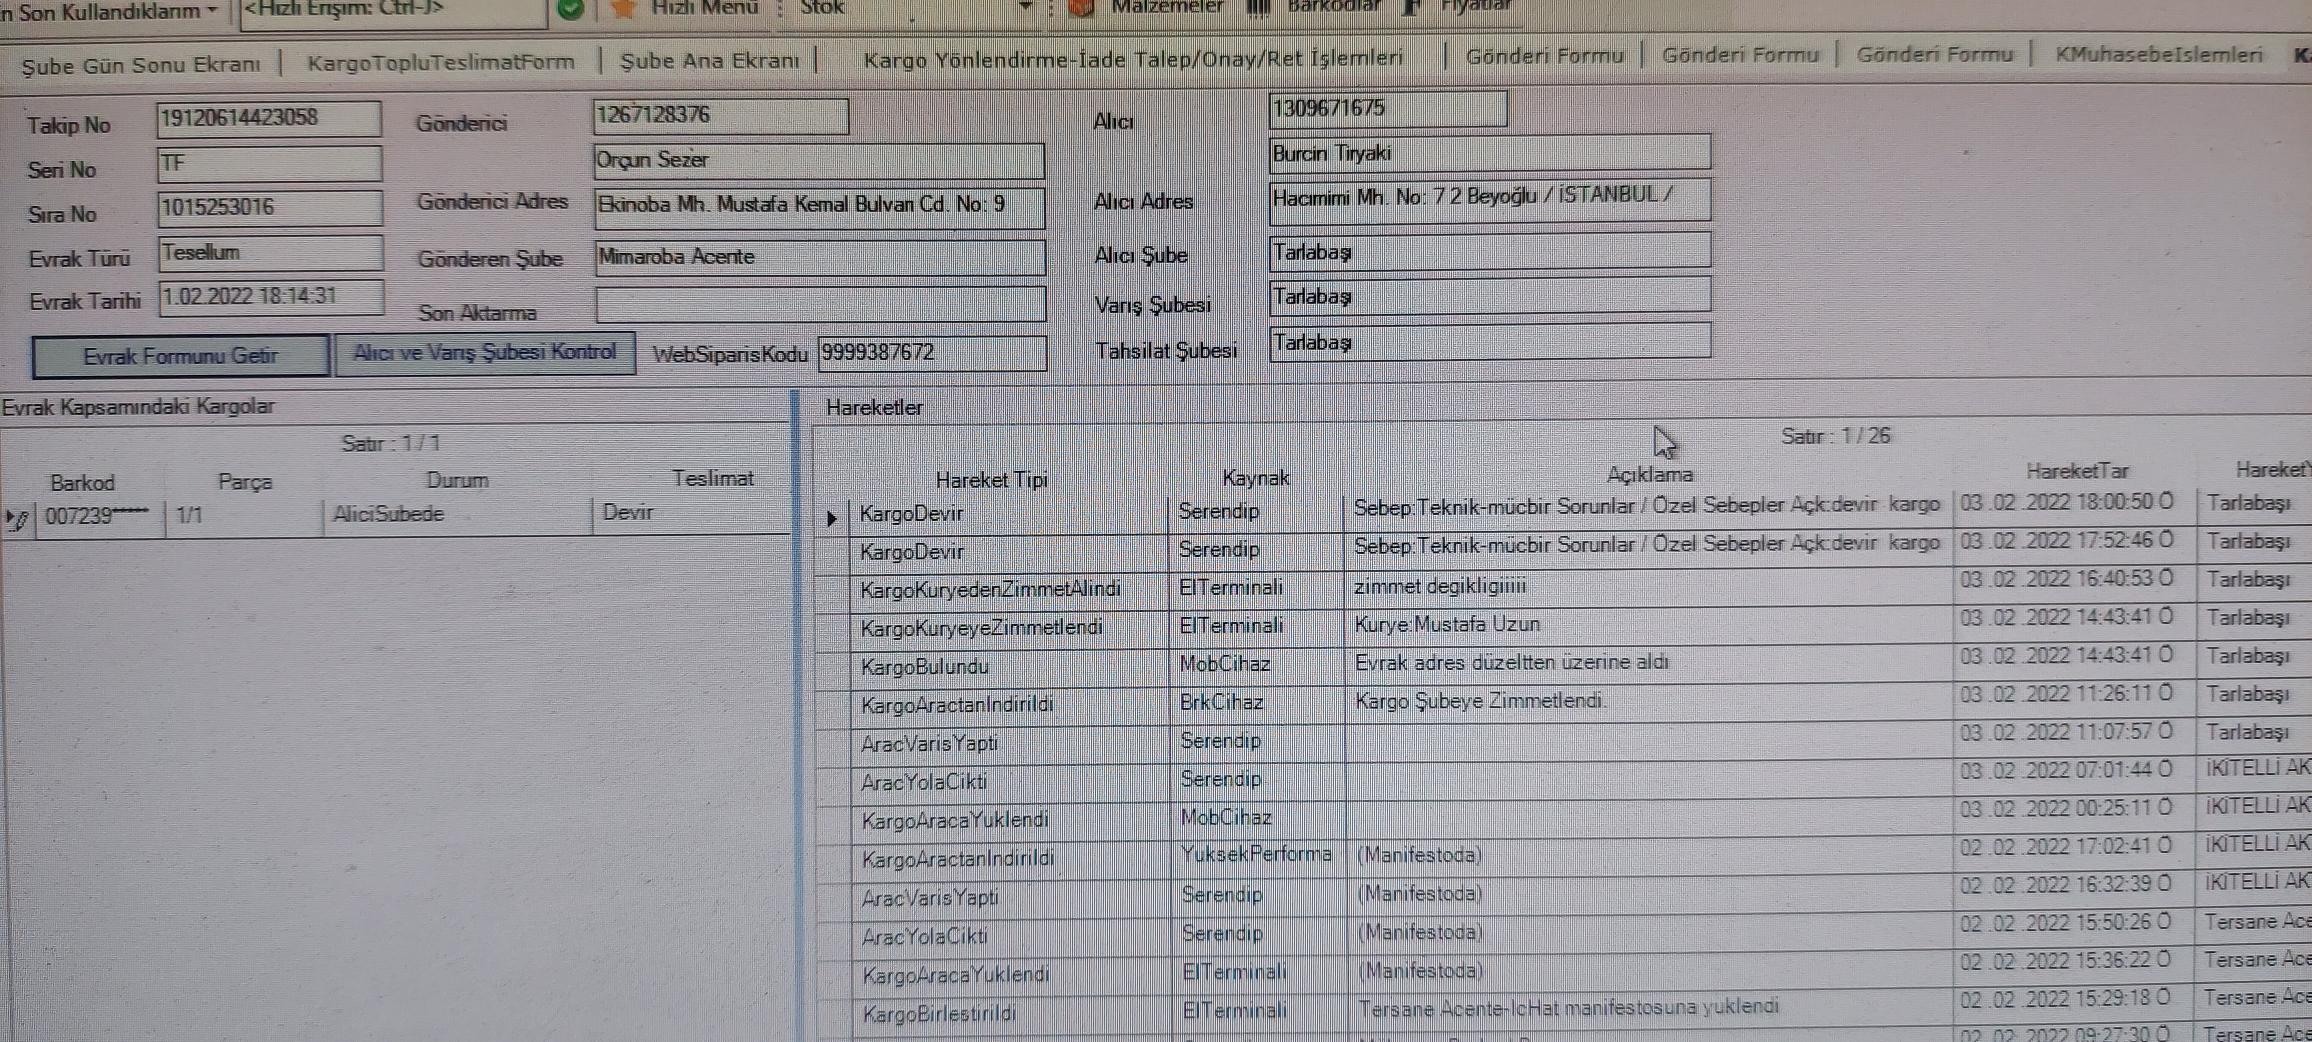 n Son Kullandıklarım <Hızlı Erişim: Ctrl-J> Hızlı Menü Stok Malzemeler Barkodlar Fiyatlar
Şube Gün Sonu Ekranı | KargoTopluTeslimatForm | Şube Ana Ekranı | Kargo Yönlendirme-İade Talep/Onay/Ret İşlemleri | Gönderi Formu | Gönderi Formu | Gönderi Formu | KMuhasebeIslemleri
Takip No 19120614423058 Gönderici 1267128376 Alıcı 1309671675
Seri No TF Orçun Sezer Burcin Tiryaki
Sıra No 1015253016 Gönderici Adres Ekinoba Mh. Mustafa Kemal Bulvarı Cd. No: 9 Alıcı Adres Hacımimi Mh. No: 7 2 Beyoğlu / İSTANBUL /
Evrak Türü Tesellum Gönderen Şube Mimaroba Acente Alıcı Şube Tarlabaşı
Evrak Tarihi 1.02.2022 18:14:31 Son Aktarma Varış Şubesi Tarlabaşı
Evrak Formunu Getir Alıcı ve Varış Şubesi Kontrol WebSiparisKodu 9999387672 Tahsilat Şubesi Tarlabaşı
Evrak Kapsamındaki Kargolar Hareketler
Satır : 1 / 1 Satır : 1 / 26
Barkod Parça Durum Teslimat Hareket Tipi Kaynak Açıklama HareketTar HareketY
007239***** 1/1 AliciSubede Devir
KargoDevir Serendip Sebep:Teknik-mücbir Sorunlar / Özel Sebepler Açk:devir kargo 03 .02 .2022 18:00:50 Ö Tarlabaşı
KargoDevir Serendip Sebep:Teknik-mücbir Sorunlar / Özel Sebepler Açk:devir kargo 03 .02 .2022 17:52:46 Ö Tarlabaşı
KargoKuryedenZimmetAlindi ElTerminali zimmet degikligiiiii 03 .02 .2022 16:40:53 Ö Tarlabaşı
KargoKuryeyeZimmetlendi ElTerminali Kurye:Mustafa Uzun 03 .02 .2022 14:43:41 Ö Tarlabaşı
KargoBulundu MobCihaz Evrak adres düzeltten üzerine aldı 03 .02 .2022 14:43:41 Ö Tarlabaşı
KargoAractanIndirildi BrkCihaz Kargo Şubeye Zimmetlendi. 03 .02 .2022 11:26:11 Ö Tarlabaşı
AracVarisYapti Serendip 03 .02 .2022 11:07:57 Ö Tarlabaşı
AracYolaCikti Serendip 03 .02 .2022 07:01:44 Ö İKİTELLİ AK
KargoAracaYuklendi MobCihaz 03 .02 .2022 00:25:11 Ö İKİTELLİ AK
KargoAractanIndirildi YuksekPerforma (Manifestoda) 02 .02 .2022 17:02:41 Ö İKİTELLİ AK
AracVarisYapti Serendip (Manifestoda) 02 .02 .2022 16:32:39 Ö İKİTELLİ AK
AracYolaCikti Serendip (Manifestoda) 02 .02 .2022 15:50:26 Ö Tersane Ace
KargoAracaYuklendi ElTerminali (Manifestoda) 02 .02 .2022 15:36:22 Ö Tersane Ace
KargoBirlestirildi ElTerminali Tersane Acente-IcHat manifestosuna yuklendi 02 .02 .2022 15:29:18 Ö Tersane Ace
02 .02 .2022 09:27:30 Ö Tersane Ace